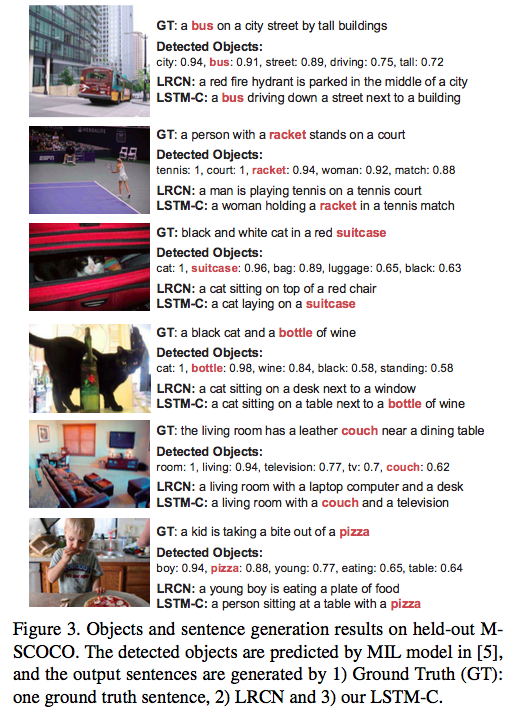 GT: a bus on a city street by tall buildings
Detected Objects:
city: 0.94, bus: 0.91, street: 0.89, driving: 0.75, tall: 0.72
LRCN: a red fire hydrant is parked in the middle of a city
LSTM-C: a bus driving down a street next to a building
GT: a person with a racket stands on a court
Detected Objects:
tennis: 1, court: 1, racket: 0.94, woman: 0.92, match: 0.88
LRCN: a man is playing tennis on a tennis court
LSTM-C: a woman holding a racket in a tennis match
GT: black and white cat in a red suitcase
Detected Objects:
cat: 1, suitcase: 0.96, bag: 0.89, luggage: 0.65, black: 0.63
LRCN: a cat sitting on top of a red chair
LSTM-C: a cat laying on a suitcase
GT: a black cat and a bottle of wine
Detected Objects:
cat: 1, bottle: 0.98, wine: 0.84, black: 0.58, standing: 0.58
LRCN: a cat sitting on a desk next to a window
LSTM-C: a cat sitting on a table next to a bottle of wine
GT: the living room has a leather couch near a dining table
Detected Objects:
room: 1, living: 0.94, television: 0.77, tv: 0.7, couch: 0.62
LRCN: a living room with a laptop computer and a desk
LSTM-C: a living room with a couch and a television
GT: a kid is taking a bite out of a pizza
Detected Objects:
boy: 0.94, pizza: 0.88, young: 0.77, eating: 0.65, table: 0.64
LRCN: a young boy is eating a plate of food
LSTM-C: a person sitting at a table with a pizza
Figure 3. Objects and sentence generation results on held-out M-
SCOCO. The detected objects are predicted by MIL model in [5],
and the output sentences are generated by 1) Ground Truth (GT):
one ground truth sentence, 2) LRCN and 3) our LSTM-C.